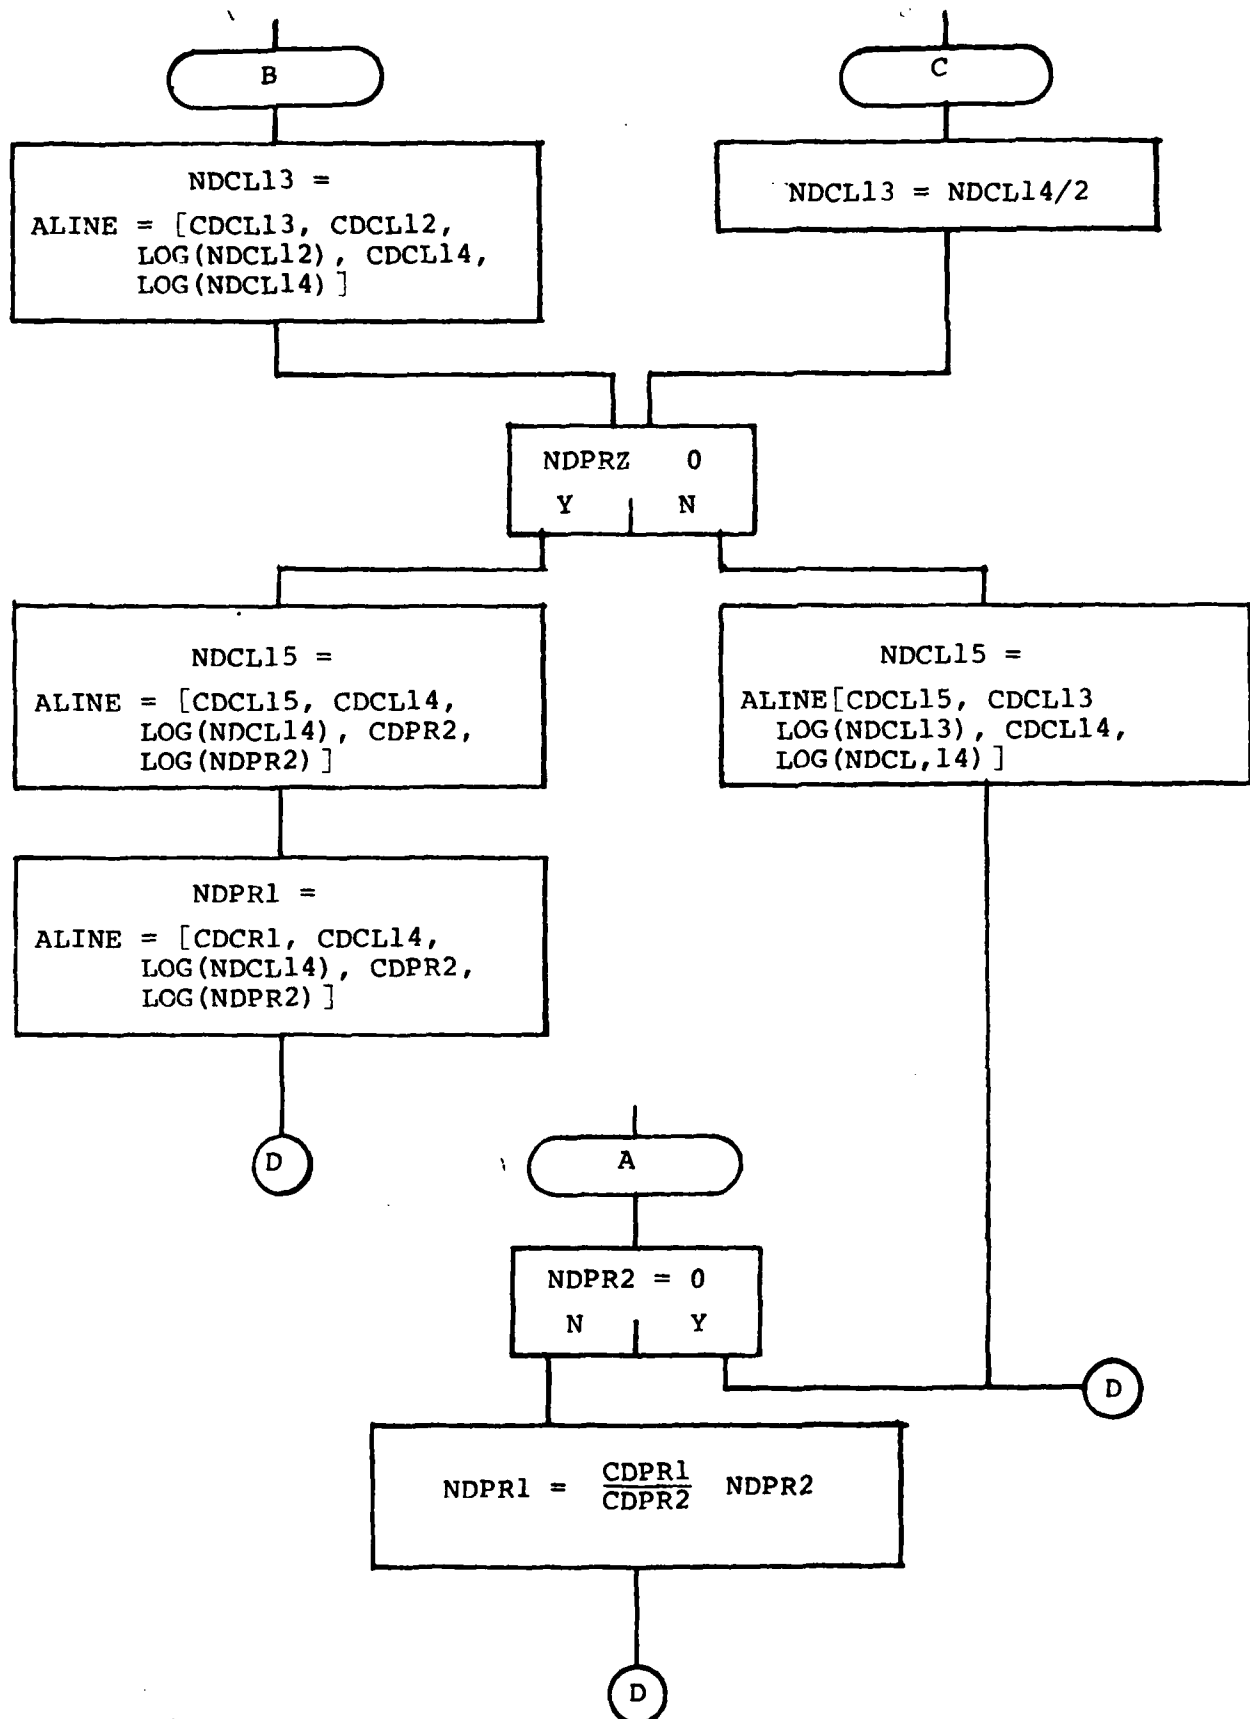 B
NDCL13 =
ALINE = [CDCL13, CDCL12,
LOG(NDCL12), CDCL14,
LOG(NDCL14)]
C
NDCL13 = NDCL14/2
NDPRZ 0
Y N
NDCL15 =
ALINE = [CDCL15, CDCL14,
LOG(NDCL14), CDPR2,
LOG(NDPR2)]
NDCL15 =
ALINE[CDCL15, CDCL13
LOG(NDCL13), CDCL14,
LOG(NDCL,14)]
NDPR1 =
ALINE = [CDCR1, CDCL14,
LOG(NDCL14), CDPR2,
LOG(NDPR2)]
D
A
NDPR2 = 0
N Y
D
NDPR1 = CDPR1/CDPR2 NDPR2
D